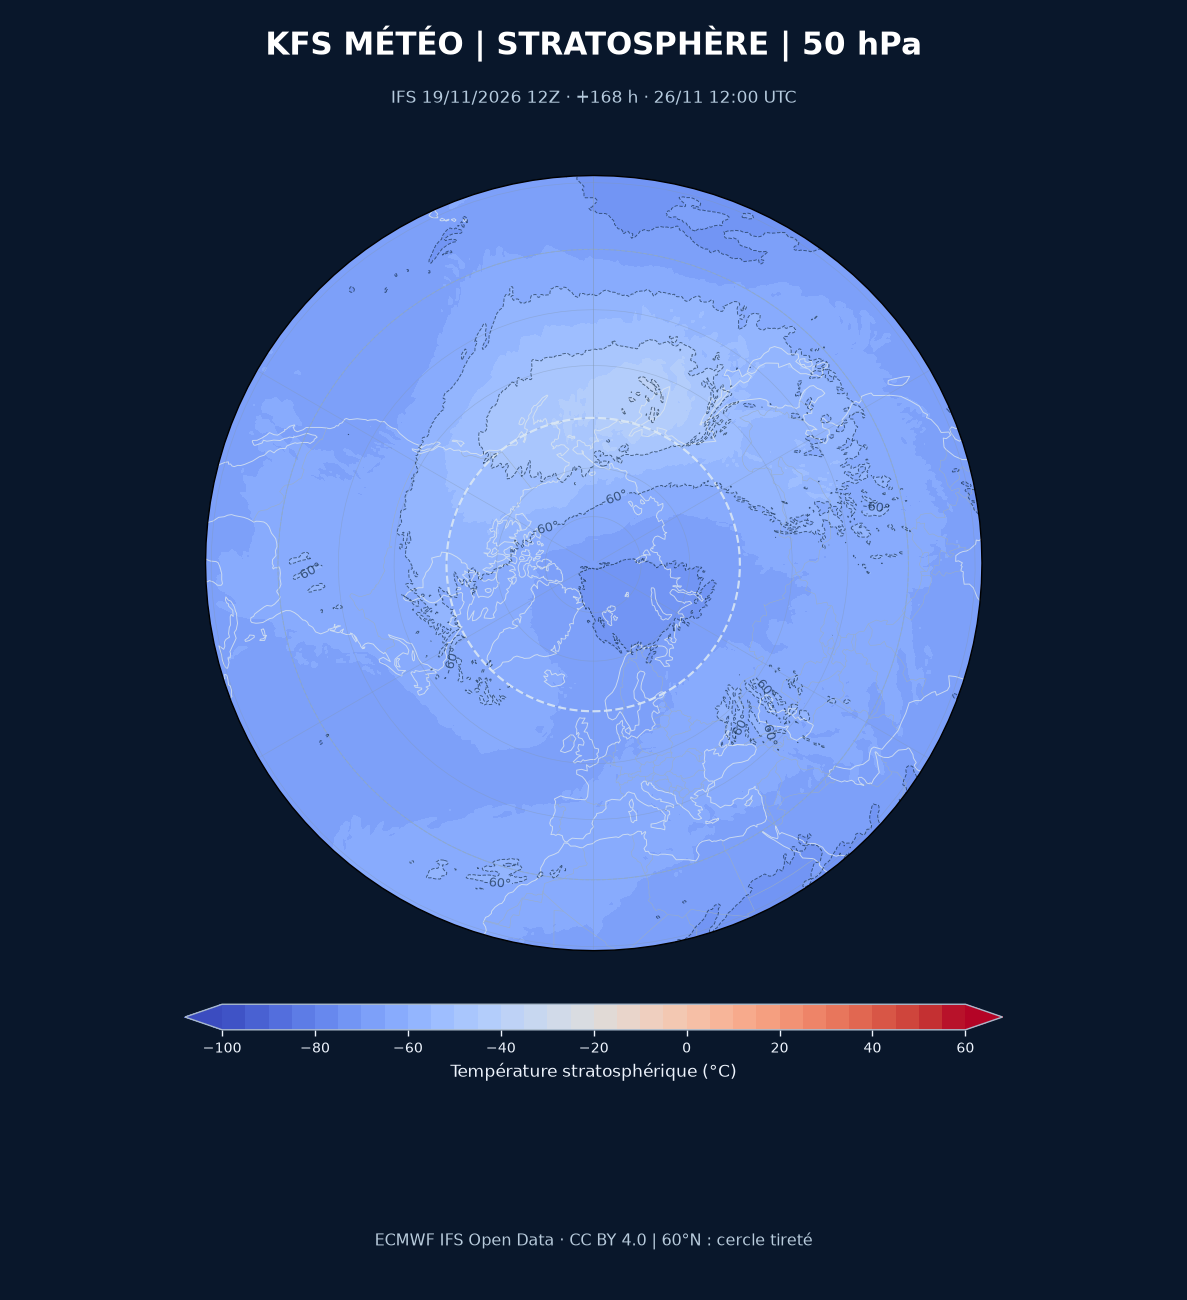 KFS MÉTÉO | STRATOSPHÈRE | 50 hPa
IFS 19/11/2026 12Z · +168 h · 26/11 12:00 UTC
-60°
-60°
60°
-60°
-60°
60°
60°
60°
-60°
−100 −80 −60 −40 −20 0 20 40 60
Température stratosphérique (°C)
ECMWF IFS Open Data · CC BY 4.0 | 60°N : cercle tireté